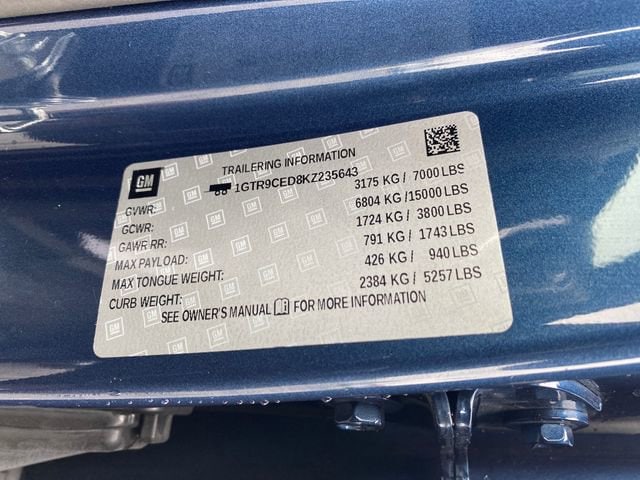 GM
TRAILERING INFORMATION
1GTR9CED8KZ235643
GVWR: 3175 KG / 7000 LBS
GCWR: 6804 KG /15000 LBS
GAWR RR: 1724 KG / 3800 LBS
MAX PAYLOAD: 791 KG / 1743 LBS
MAX TONGUE WEIGHT: 426 KG / 940 LBS
CURB WEIGHT: 2384 KG / 5257 LBS
SEE OWNER'S MANUAL FOR MORE INFORMATION